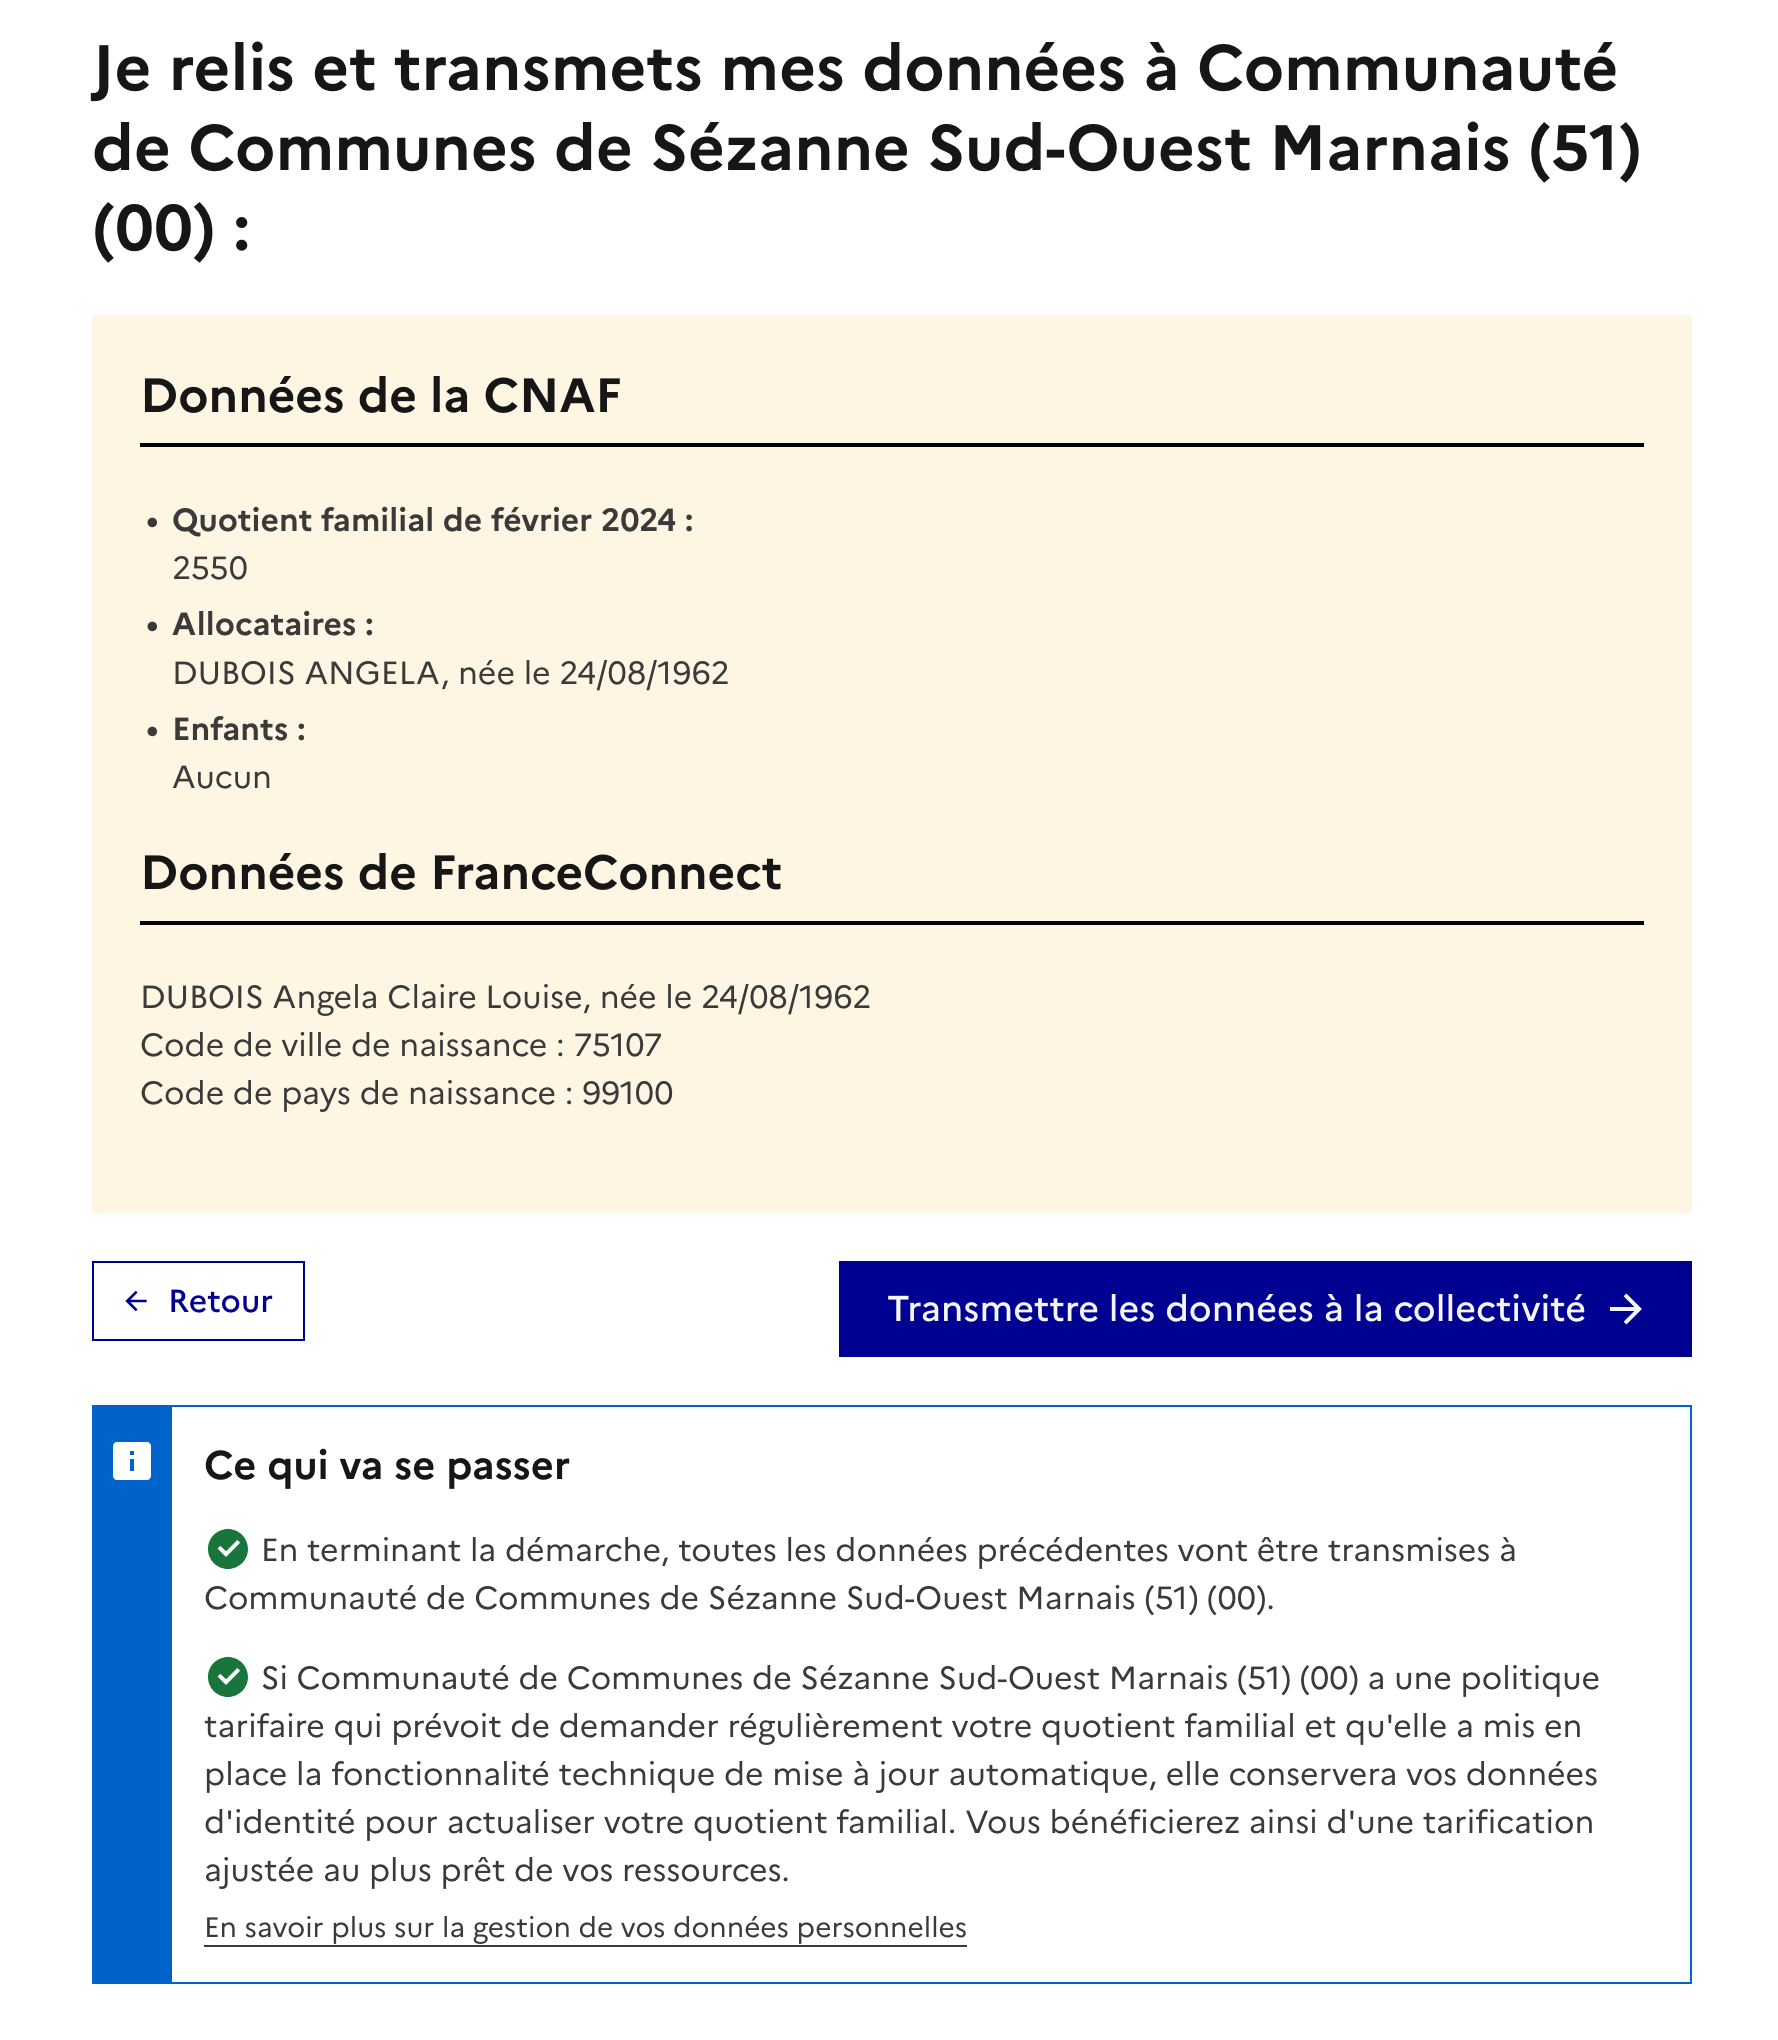 Je relis et transmets mes données à Communauté
de Communes de Sézanne Sud-Ouest Marnais (51)
(00) :
Données de la CNAF
• Quotient familial de février 2024 :
2550
• Allocataires :
DUBOIS ANGELA, née le 24/08/1962
• Enfants :
Aucun
Données de FranceConnect
DUBOIS Angela Claire Louise, née le 24/08/1962
Code de ville de naissance : 75107
Code de pays de naissance : 99100
← Retour
Transmettre les données à la collectivité →
Ce qui va se passer
En terminant la démarche, toutes les données précédentes vont être transmises à
Communauté de Communes de Sézanne Sud-Ouest Marnais (51) (00).
Si Communauté de Communes de Sézanne Sud-Ouest Marnais (51) (00) a une politique
tarifaire qui prévoit de demander régulièrement votre quotient familial et qu'elle a mis en
place la fonctionnalité technique de mise à jour automatique, elle conservera vos données
d'identité pour actualiser votre quotient familial. Vous bénéficierez ainsi d'une tarification
ajustée au plus prêt de vos ressources.
En savoir plus sur la gestion de vos données personnelles